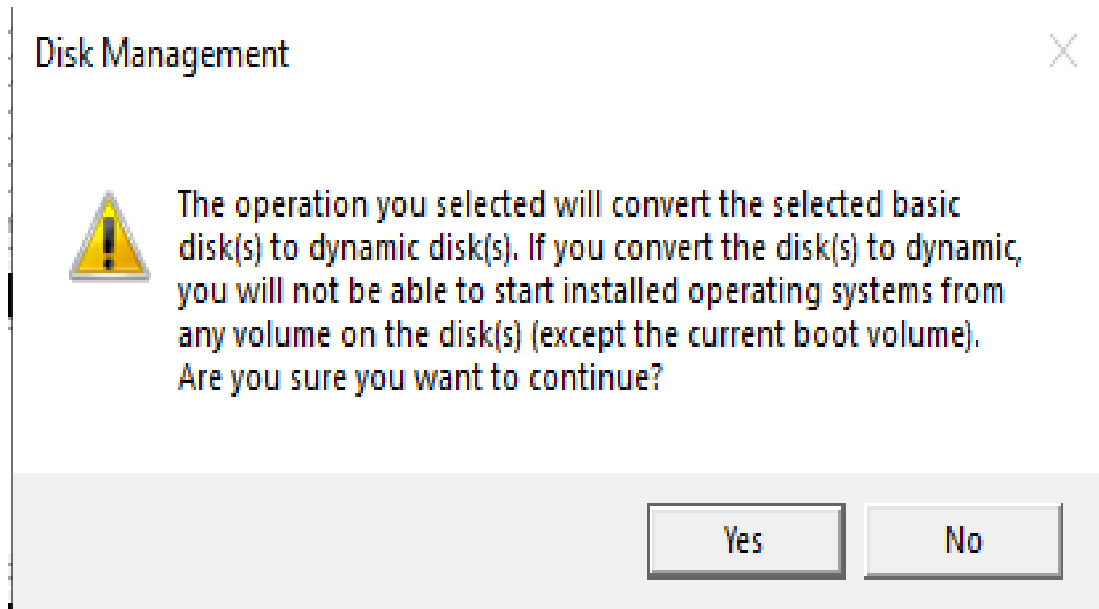 Disk Management
The operation you selected will convert the selected basic
disk(s) to dynamic disk(s). If you convert the disk(s) to dynamic,
you will not be able to start installed operating systems from
any volume on the disk(s) (except the current boot volume).
Are you sure you want to continue?
Yes No